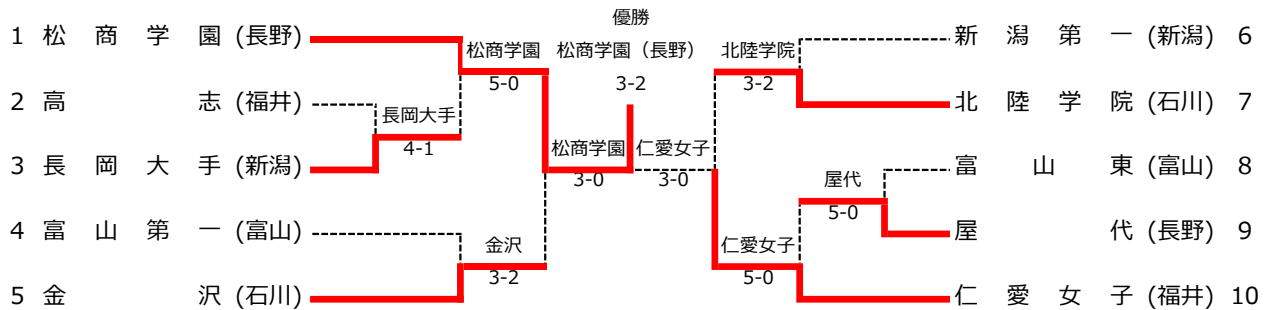 優勝
1 松商学園 (長野) 松商学園 松商学園（長野） 北陸学院 新潟第一 (新潟) 6
5-0 3-2 3-2
2 高志 (福井) 長岡大手 北陸学院 (石川) 7
4-1 松商学園 仁愛女子
3 長岡大手 (新潟) 3-0 3-0 屋代 富山東 (富山) 8
5-0
4 富山第一 (富山) 金沢 仁愛女子 屋代 (長野) 9
3-2 5-0
5 金沢 (石川) 仁愛女子 (福井) 10